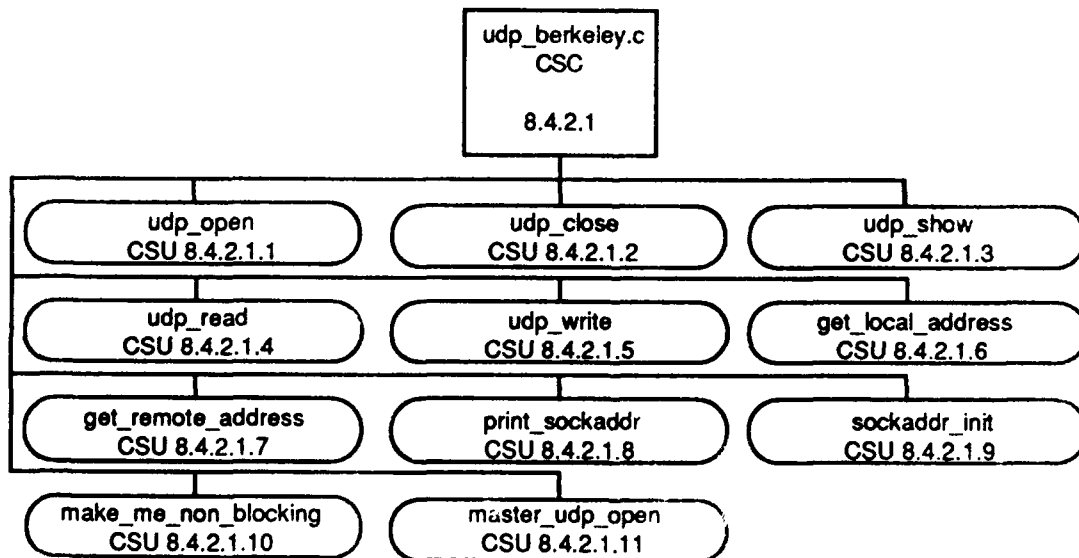 udp_berkeley.c
CSC
8.4.2.1
udp_open
CSU 8.4.2.1.1
udp_close
CSU 8.4.2.1.2
udp_show
CSU 8.4.2.1.3
udp_read
CSU 8.4.2.1.4
udp_write
CSU 8.4.2.1.5
get_local_address
CSU 8.4.2.1.6
get_remote_address
CSU 8.4.2.1.7
print_sockaddr
CSU 8.4.2.1.8
sockaddr_init
CSU 8.4.2.1.9
make_me_non_blocking
CSU 8.4.2.1.10
master_udp_open
CSU 8.4.2.1.11